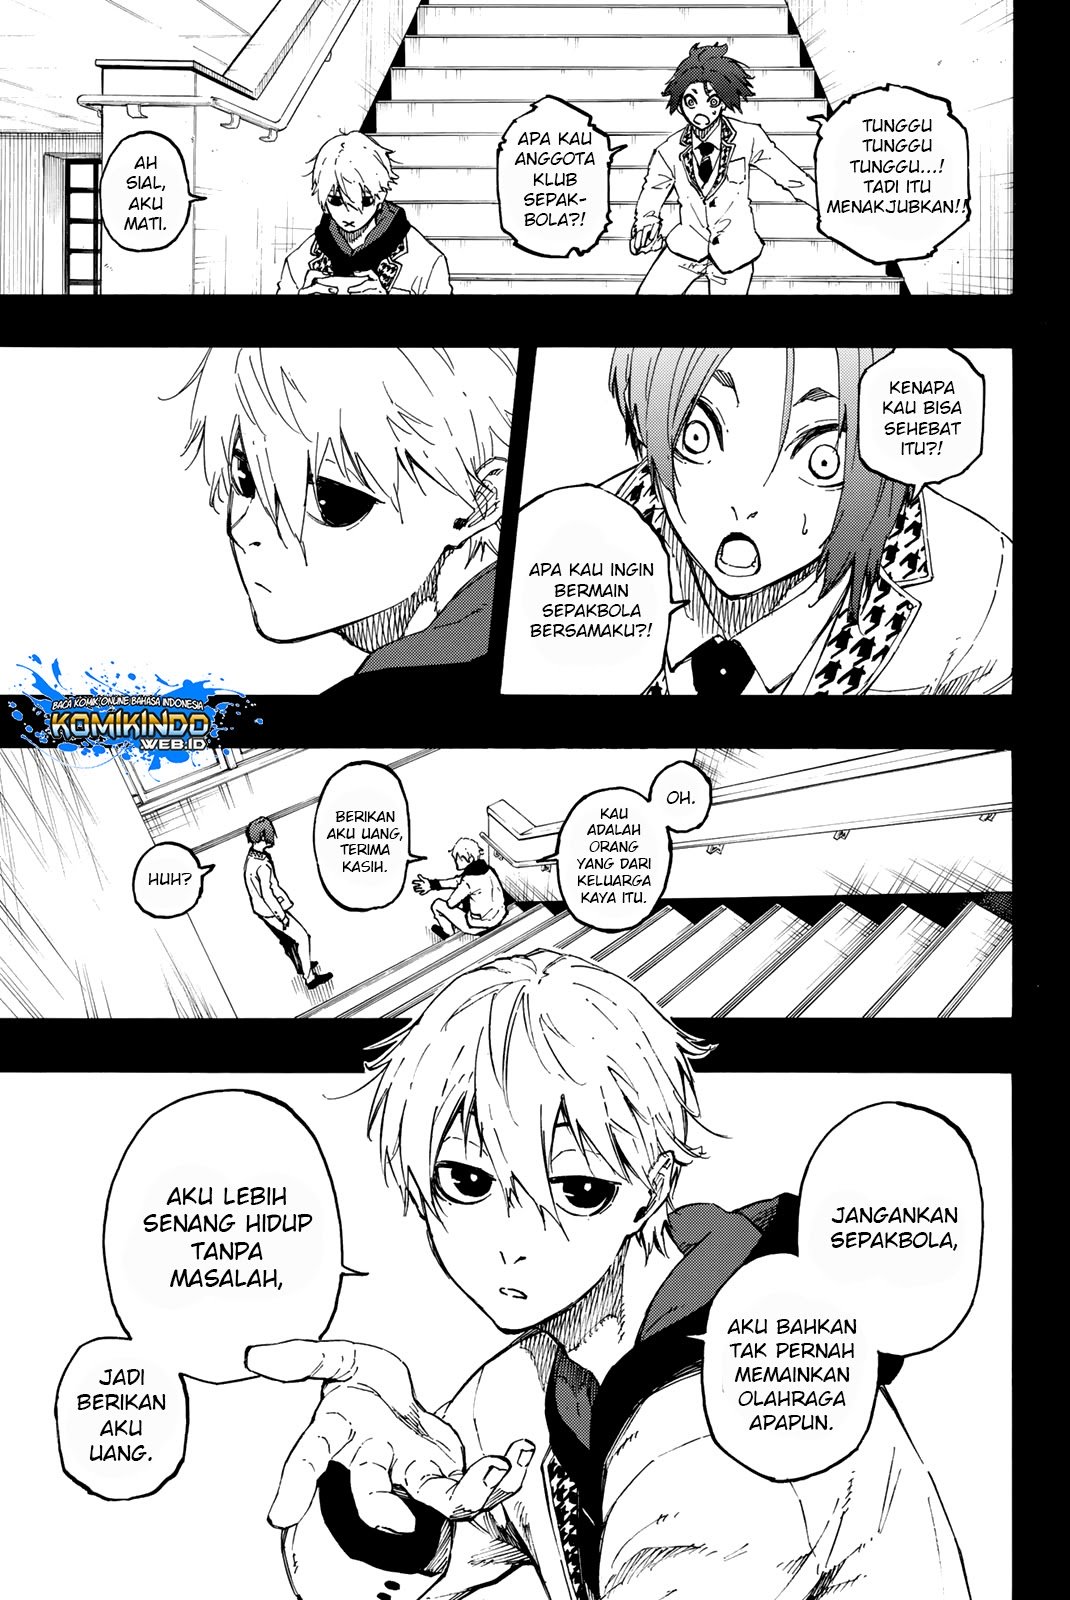 TUNGGU
TUNGGU
TUNGGU...!
TADI ITU
MENAKJUBKAN!!
APA KAU
ANGGOTA
KLUB
SEPAK-
BOLA?!
AH
SIAL,
AKU
MATI.
KENAPA
KAU BISA
SEHEBAT
ITU?!
APA KAU INGIN
BERMAIN
SEPAKBOLA
BERSAMAKU?!
BACA KOMIK ONLINE BAHASA INDONESIA
KOMIKINDO
WEB.ID
OH.
KAU
ADALAH
ORANG
YANG DARI
KELUARGA
KAYA ITU.
BERIKAN
AKU UANG,
TERIMA
KASIH.
HUH?
JANGANKAN
SEPAKBOLA,
AKU BAHKAN
TAK PERNAH
MEMAINKAN
OLAHRAGA
APAPUN.
AKU LEBIH
SENANG HIDUP
TANPA
MASALAH,
JADI
BERIKAN
AKU
UANG.